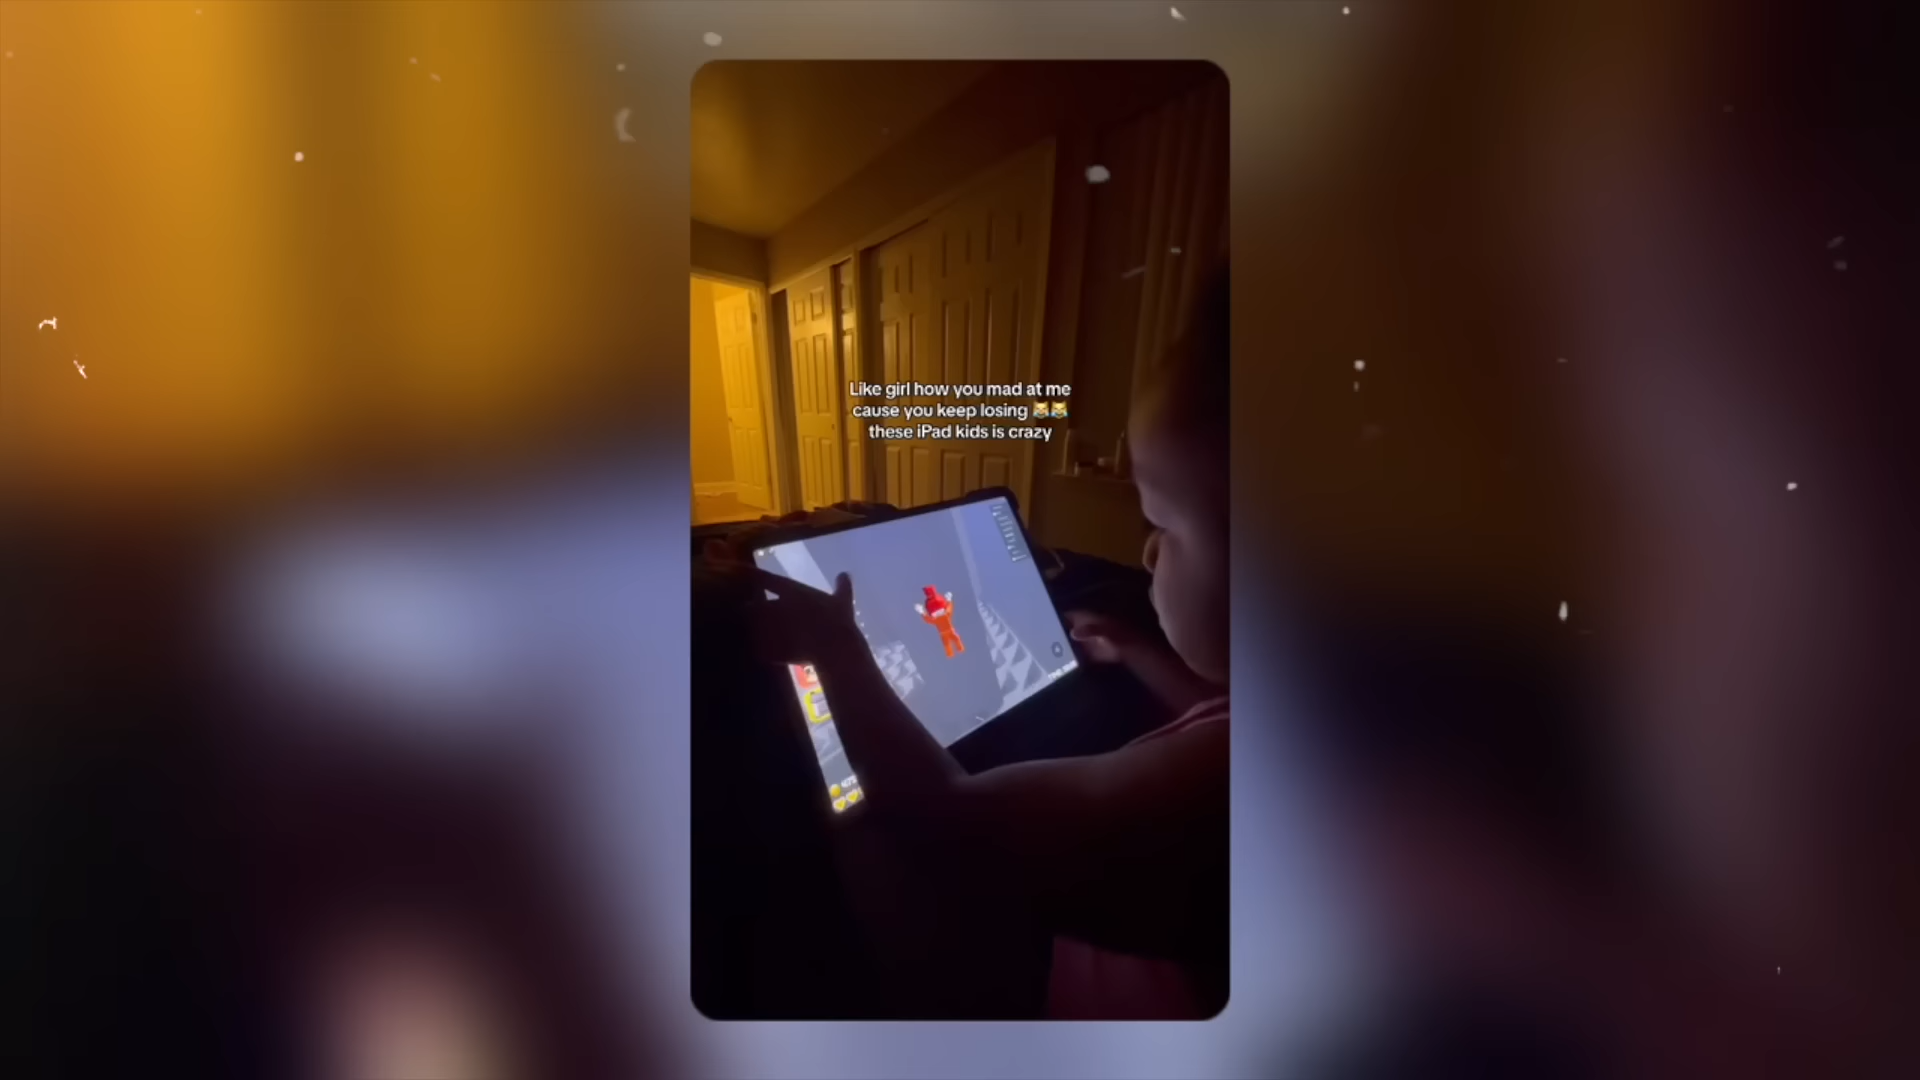 Like girl how you mad at me
cause you keep losing 😹😹
these iPad kids is crazy